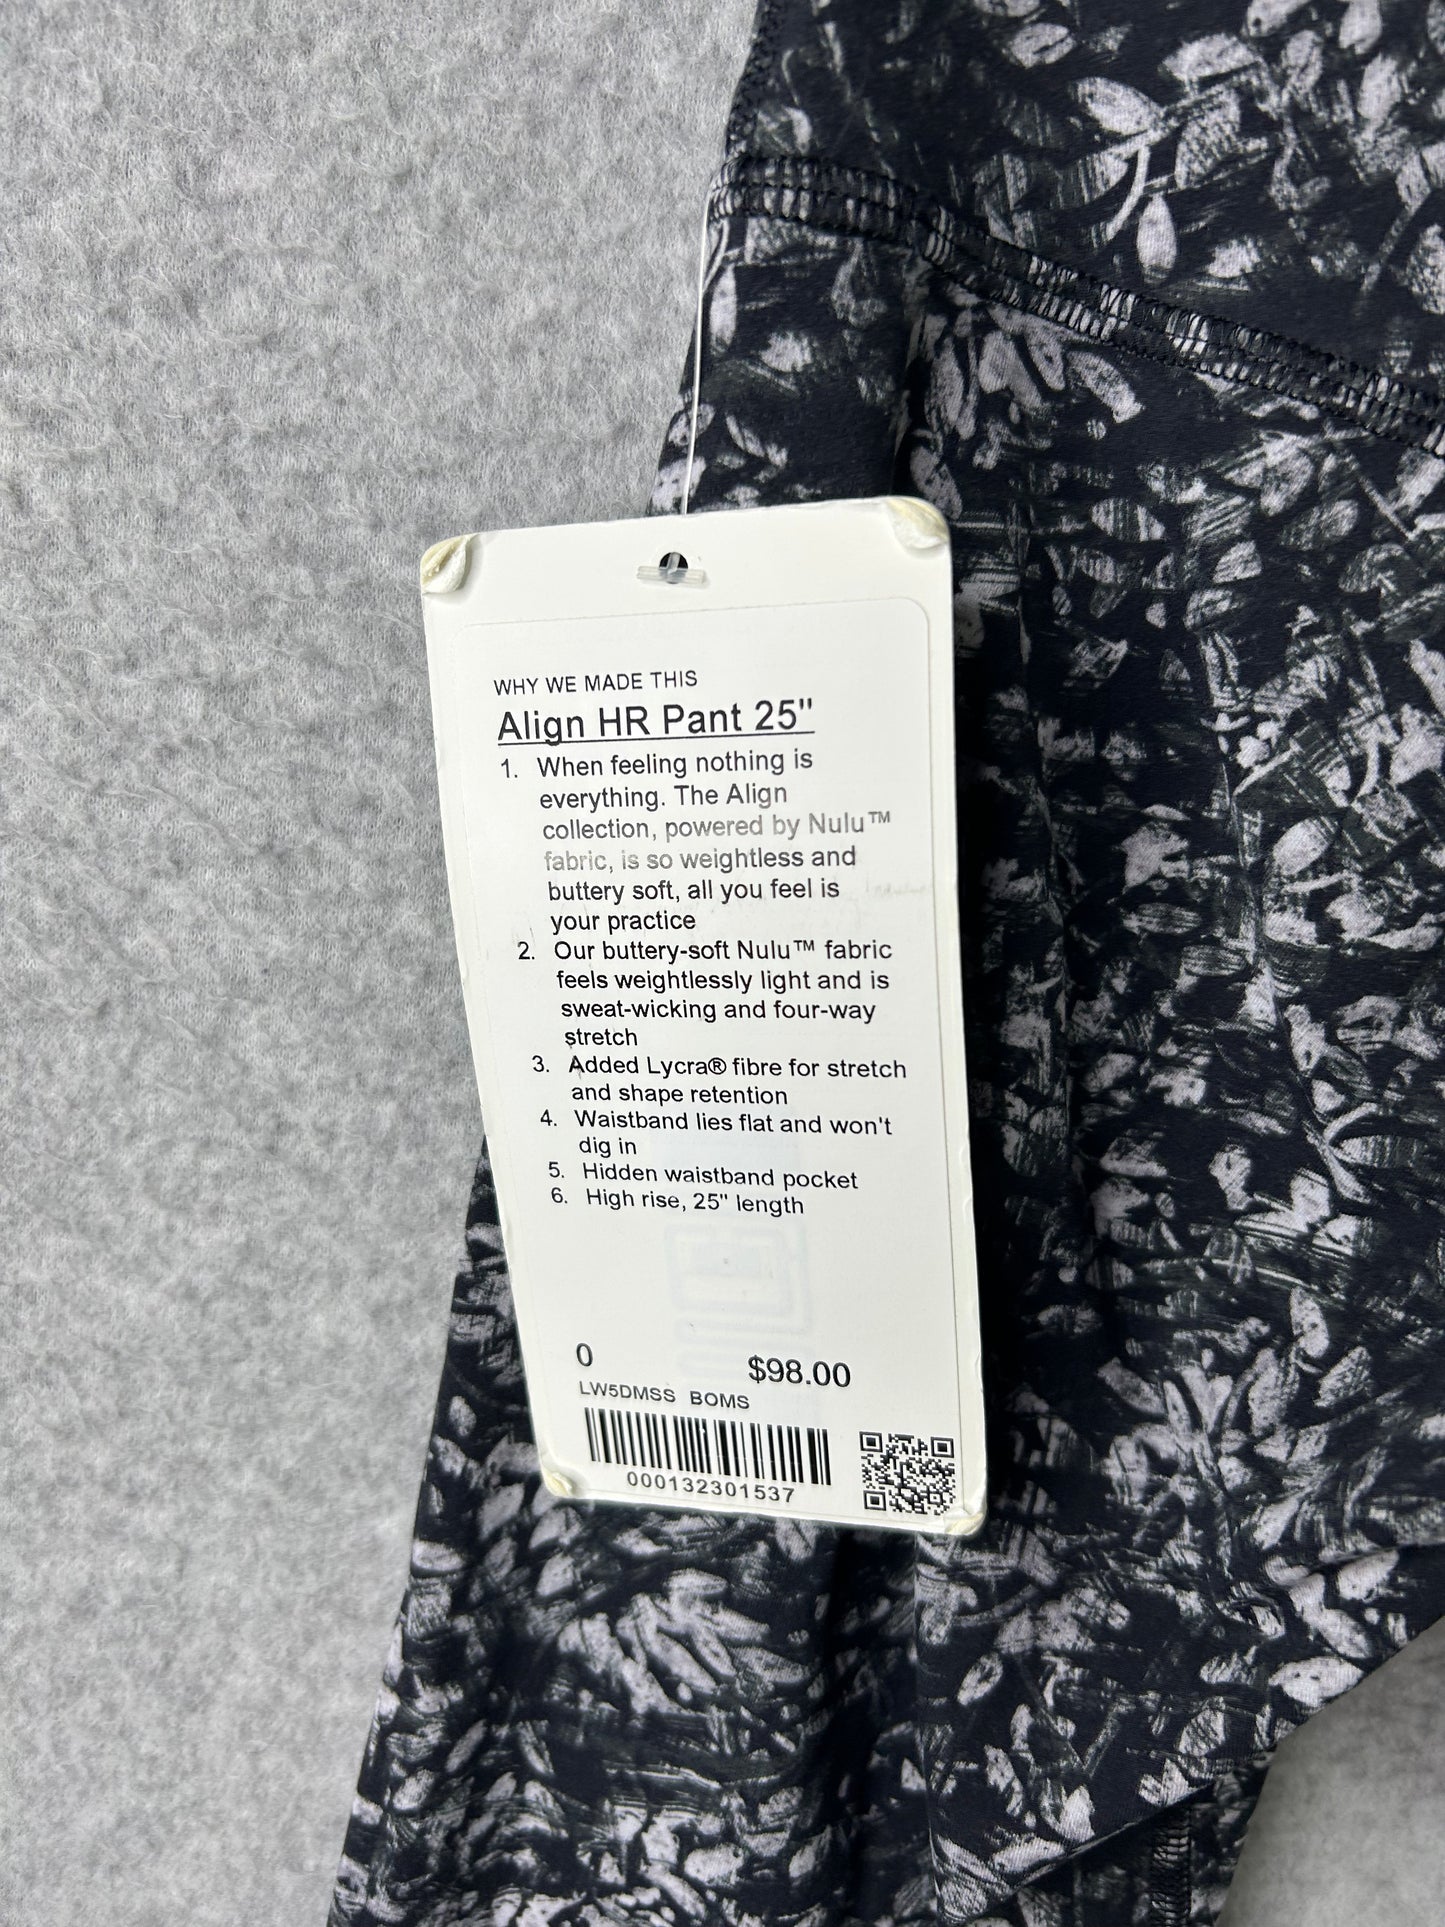 WHY WE MADE THIS
Align HR Pant 25"
1. When feeling nothing is
everything. The Align
collection, powered by Nulu™
fabric, is so weightless and
buttery soft, all you feel is
your practice
2. Our buttery-soft Nulu™ fabric
feels weightlessly light and is
sweat-wicking and four-way
stretch
3. Added Lycra® fibre for stretch
and shape retention
4. Waistband lies flat and won't
dig in
5. Hidden waistband pocket
6. High rise, 25" length
0 $98.00
LW5DMSS BOMS
000132301537